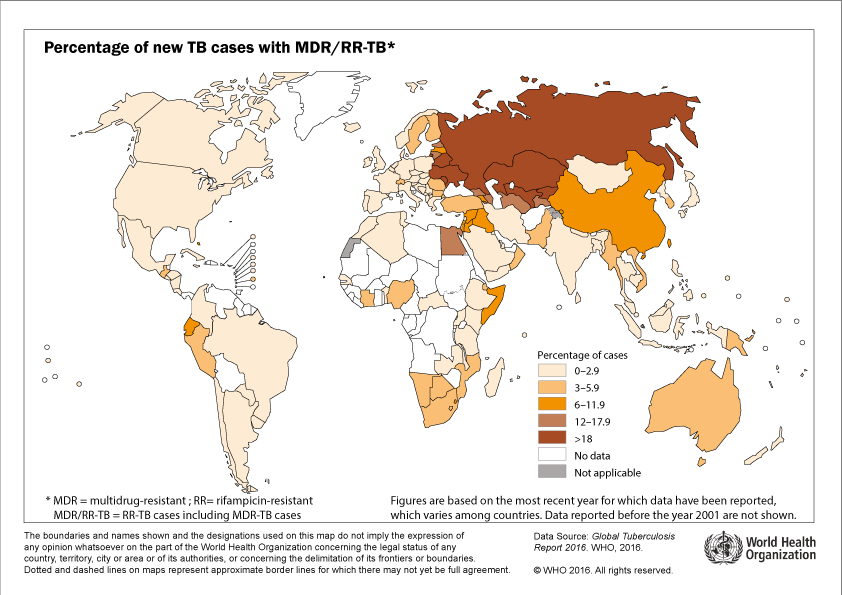 Percentage of new TB cases with MDR/RR-TB*
Percentage of cases
0–2.9
3–5.9
6–11.9
12–17.9
>18
No data
Not applicable
* MDR = multidrug-resistant ; RR= rifampicin-resistant
MDR/RR-TB = RR-TB cases including MDR-TB cases
Figures are based on the most recent year for which data have been reported,
which varies among countries. Data reported before the year 2001 are not shown.
The boundaries and names shown and the designations used on this map do not imply the expression of
any opinion whatsoever on the part of the World Health Organization concerning the legal status of any
country, territory, city or area or of its authorities, or concerning the delimitation of its frontiers or boundaries.
Dotted and dashed lines on maps represent approximate border lines for which there may not yet be full agreement.
Data Source: Global Tuberculosis
Report 2016. WHO, 2016.
© WHO 2016. All rights reserved.
World Health
Organization